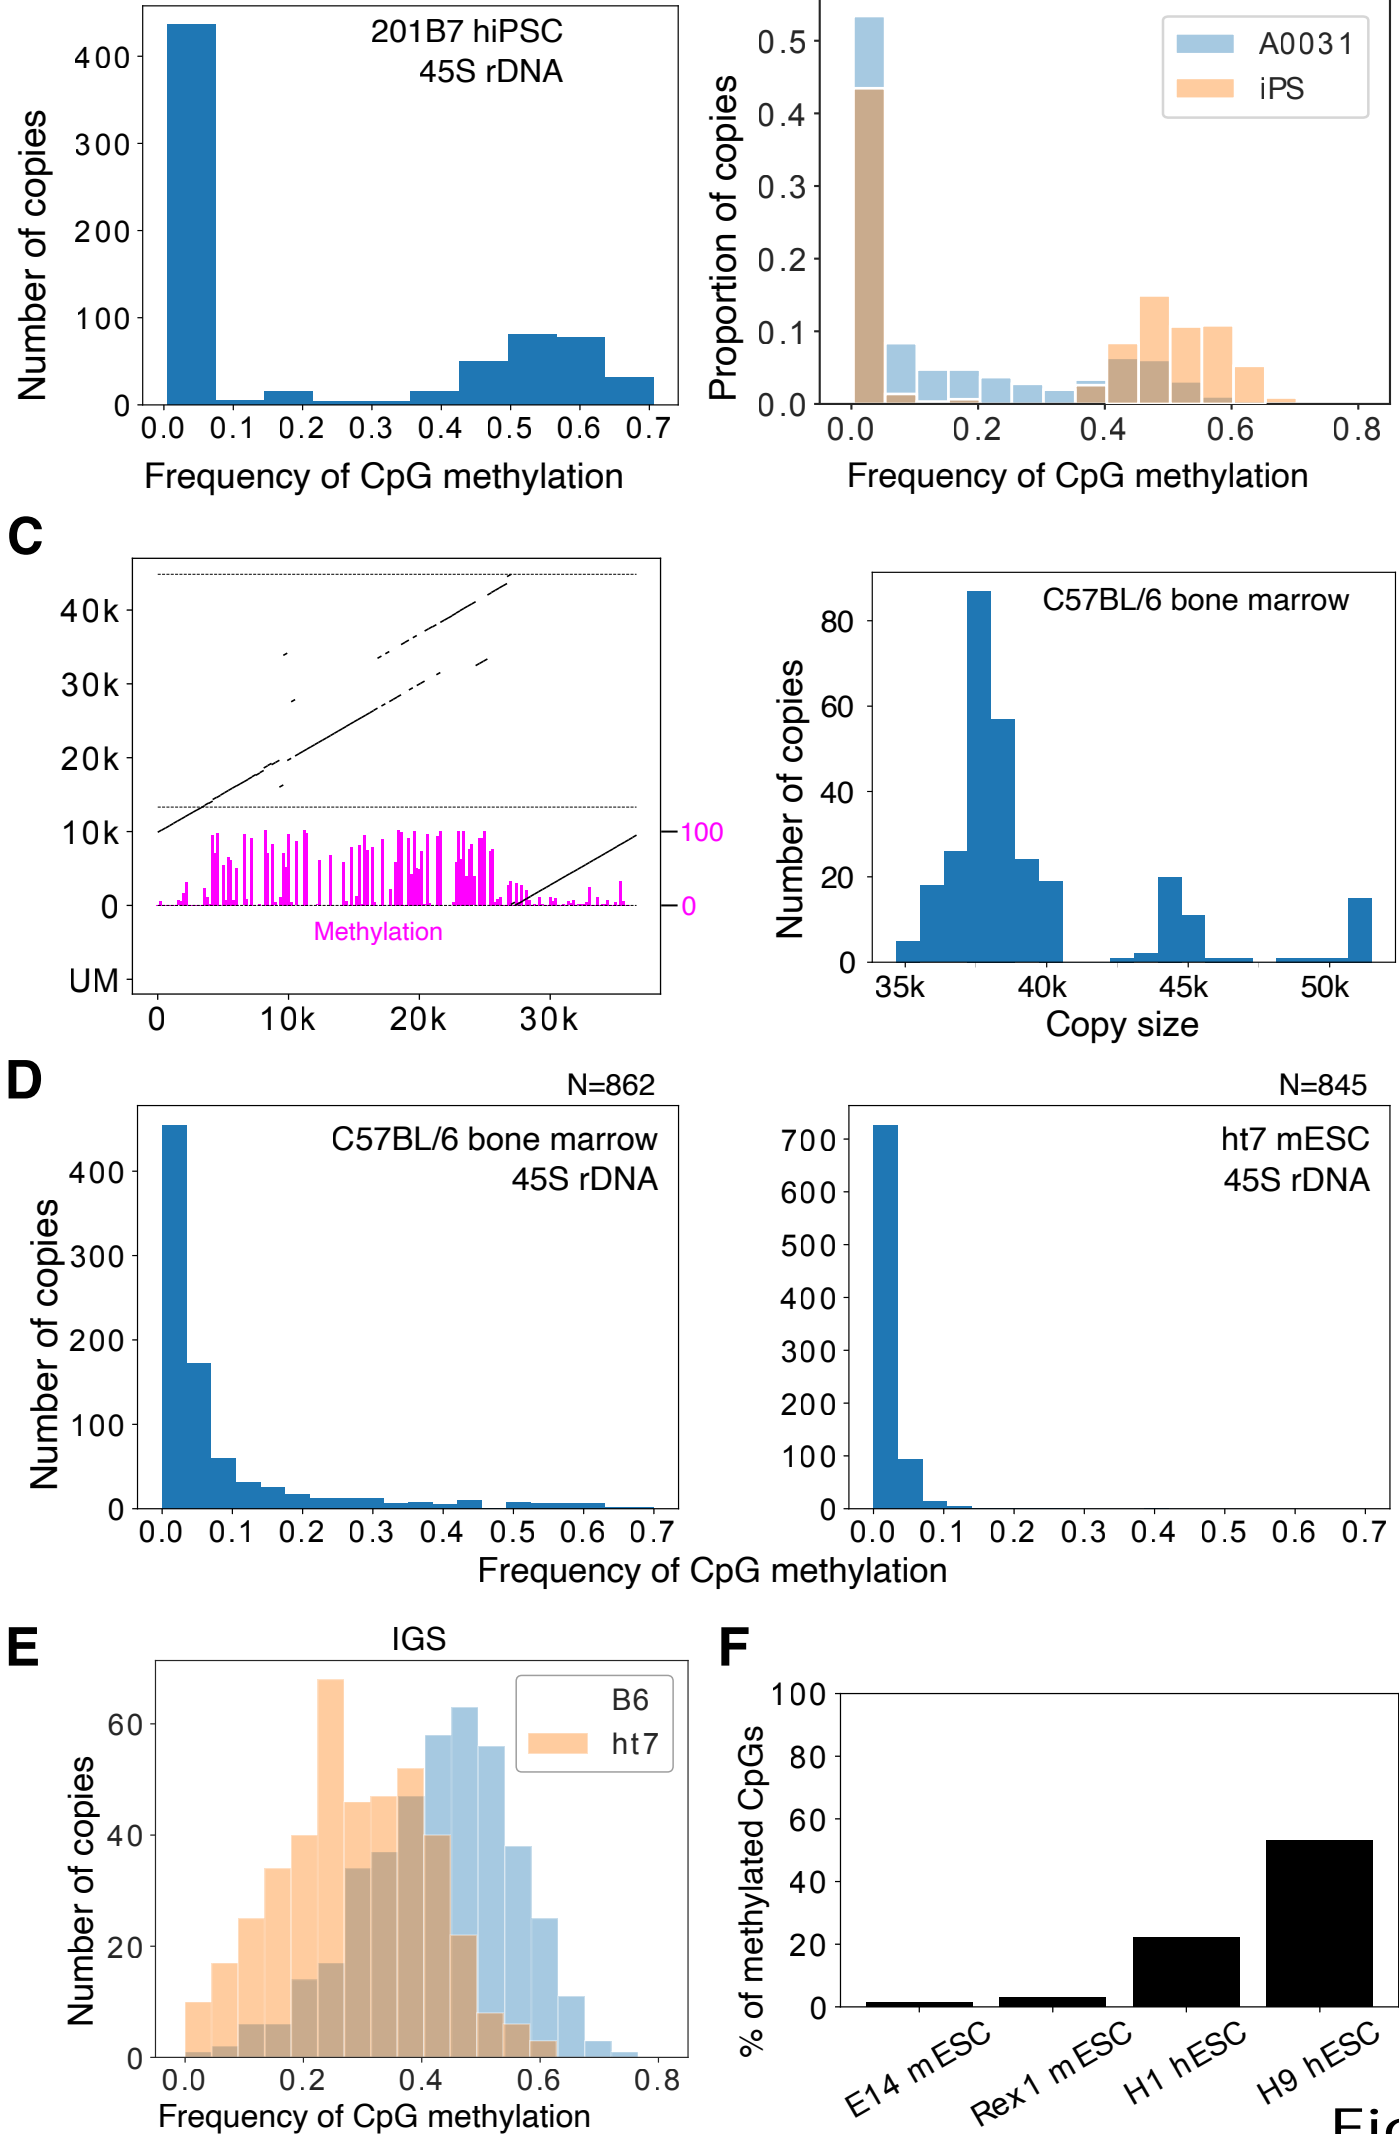 201B7 hiPSC
45S rDNA
400
300
200
100
0
Number of copies
0.0 0.1 0.2 0.3 0.4 0.5 0.6 0.7
Frequency of CpG methylation
A0031
iPS
0.5
0.4
0.3
0.2
0.1
0.0
Proportion of copies
0.0 0.2 0.4 0.6 0.8
Frequency of CpG methylation
C
40k
30k
20k
10k
0
UM
100
0
Methylation
0 10k 20k 30k
C57BL/6 bone marrow
80
60
40
20
0
Number of copies
35k 40k 45k 50k
Copy size
D
N=862
C57BL/6 bone marrow
45S rDNA
400
300
200
100
0
Number of copies
0.0 0.1 0.2 0.3 0.4 0.5 0.6 0.7
N=845
ht7 mESC
45S rDNA
700
600
500
400
300
200
100
0
0.0 0.1 0.2 0.3 0.4 0.5 0.6 0.7
Frequency of CpG methylation
E
IGS
B6
ht7
60
40
20
0
Number of copies
0.0 0.2 0.4 0.6 0.8
Frequency of CpG methylation
F
100
80
60
40
20
0
% of methylated CpGs
E14 mESC
Rex1 mESC
H1 hESC
H9 hESC